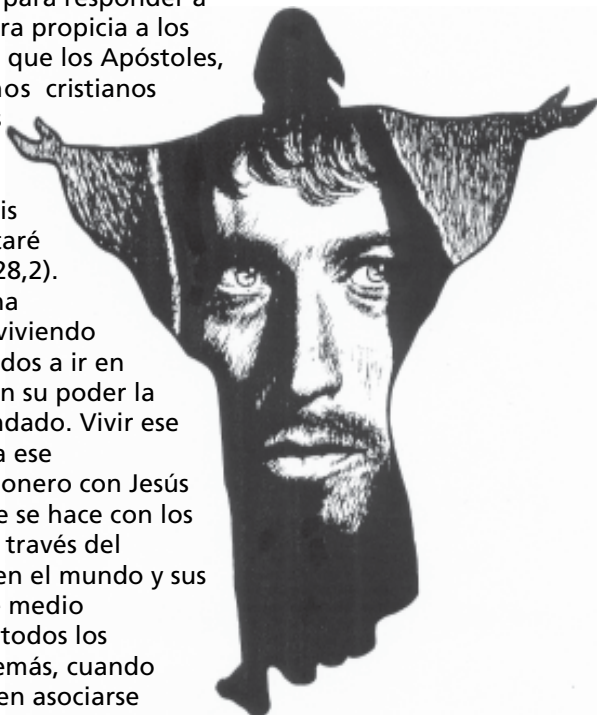 para responder a
ra propicia a los
que los Apóstoles,
os cristianos
is
taré
28,2).
na
viviendo
dos a ir en
n su poder la
ndado. Vivir ese
a ese
onero con Jesús
e se hace con los
través del
en el mundo y sus
medio
todos los
emás, cuando
en asociarse